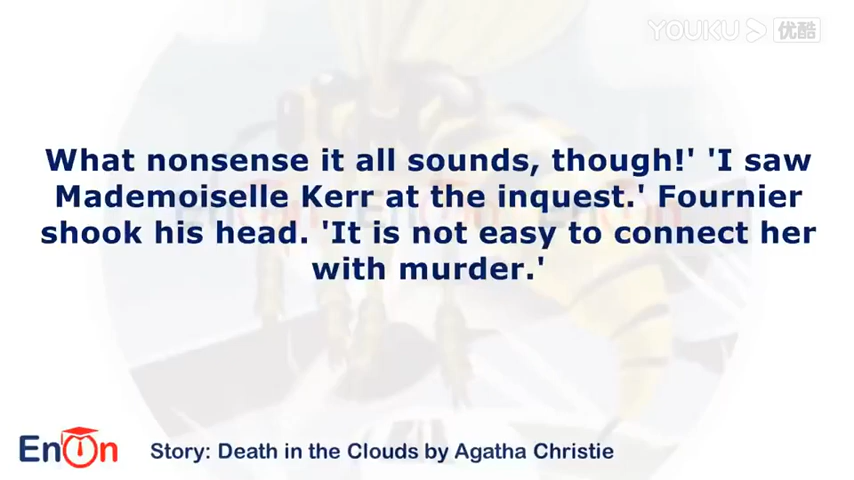 YOUKU 优酷
What nonsense it all sounds, though!' 'I saw
Mademoiselle Kerr at the inquest.' Fournier
shook his head. 'It is not easy to connect her
with murder.'
EnOn
Story: Death in the Clouds by Agatha Christie